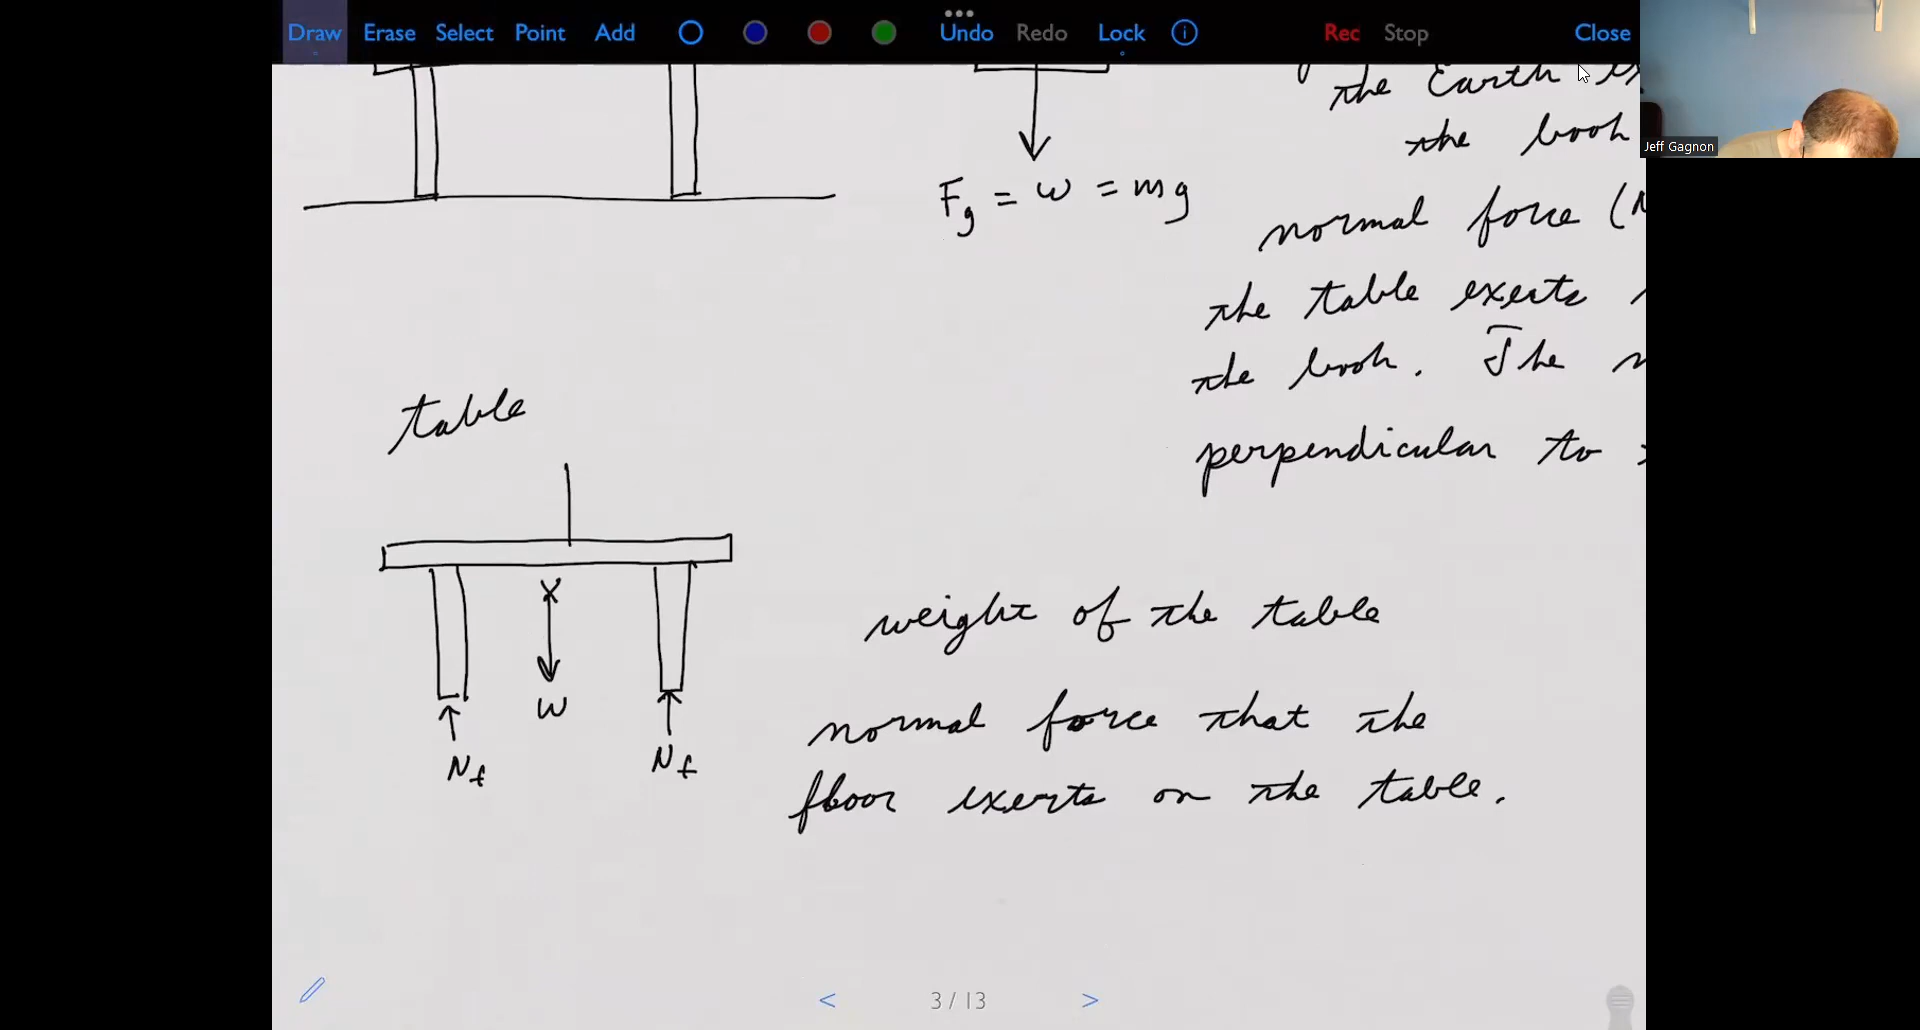 Draw Erase Select Point Add Undo Redo Lock Rec Stop Close
Jeff Gagnon
the Earth
the book
F_g = w = mg
normal force (N
the table exerts
the book. The
perpendicular to
table
w
N_f N_f
weight of the table
normal force that the
floor exerts on the table.
< 3 / 13 >